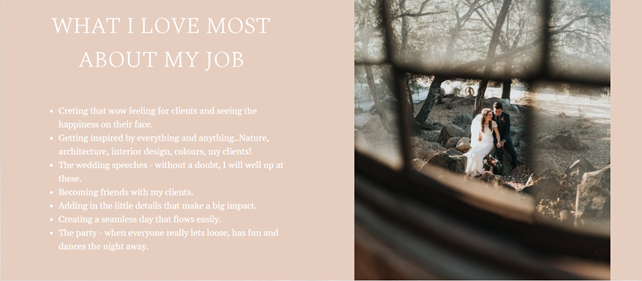 WHAT I LOVE MOST
ABOUT MY JOB
• Creting that wow feeling for clients and seeing the
happiness on their face.
• Getting inspired by everything and anything..Nature,
architecture, interior design, colours, my clients!
• The wedding speeches - without a doubt, I will well up at
these.
• Becoming friends with my clients.
• Adding in the little details that make a big impact.
• Creating a seamless day that flows easily.
• The party - when everyone really lets loose, has fun and
dances the night away.